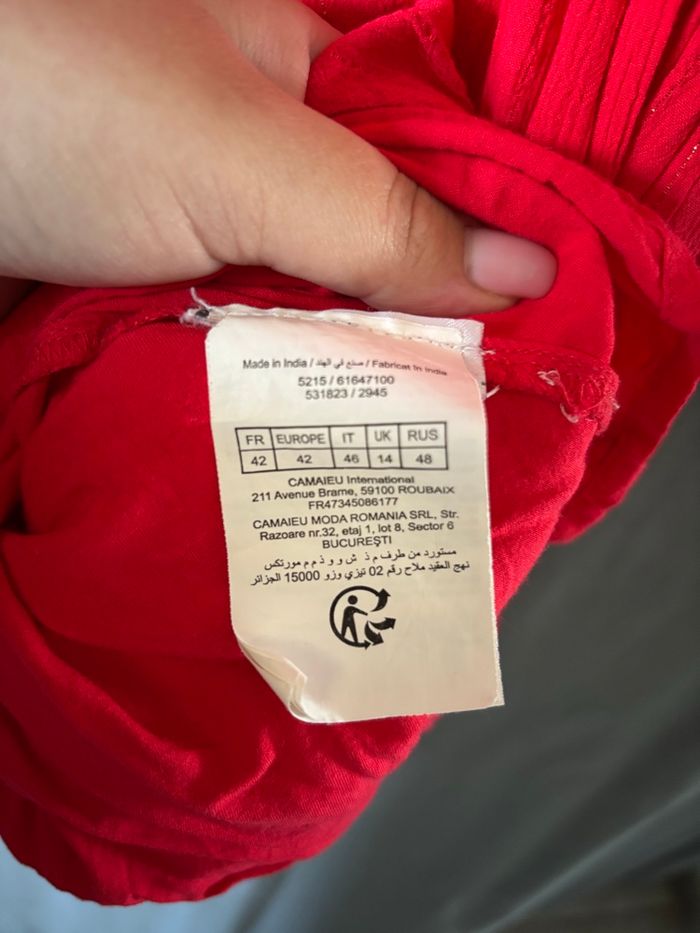 Made in India / صنع في الهند / Fabricat în India
5215 / 61647100
531823 / 2945
FR EUROPE IT UK RUS
42 42 46 14 48
CAMAIEU International
211 Avenue Brame, 59100 ROUBAIX
FR47345086177
CAMAIEU MODA ROMANIA SRL, Str.
Razoare nr.32, etaj 1, lot 8, Sector 6
BUCUREŞTI
مستورد من طرف م ذ ش و و ذ م م مورتكس
نهج العقيد ملاح رقم 02 تيزي وزو 15000 الجزائر